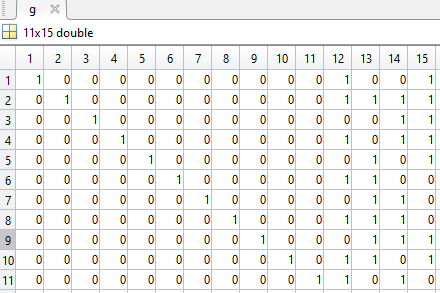 g
11x15 double
1 2 3 4 5 6 7 8 9 10 11 12 13 14 15
1 1 0 0 0 0 0 0 0 0 0 0 1 0 0 1
2 0 1 0 0 0 0 0 0 0 0 0 1 1 1 1
3 0 0 1 0 0 0 0 0 0 0 0 0 0 1 1
4 0 0 0 1 0 0 0 0 0 0 0 1 0 1 1
5 0 0 0 0 1 0 0 0 0 0 0 0 1 0 1
6 0 0 0 0 0 1 0 0 0 0 0 1 1 0 0
7 0 0 0 0 0 0 1 0 0 0 0 0 1 1 0
8 0 0 0 0 0 0 0 1 0 0 0 1 1 1 0
9 0 0 0 0 0 0 0 0 1 0 0 0 1 1 1
10 0 0 0 0 0 0 0 0 0 1 0 1 1 0 1
11 0 0 0 0 0 0 0 0 0 0 1 1 0 1 0